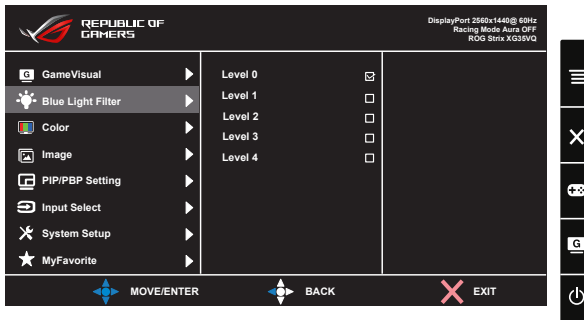 REPUBLIC OF
GAMERS
DisplayPort 2560x1440@ 60Hz
Racing Mode Aura OFF
ROG Strix XG35VQ
G GameVisual
Blue Light Filter
Color
Image
PIP/PBP Setting
Input Select
System Setup
MyFavorite
Level 0
Level 1
Level 2
Level 3
Level 4
MOVE/ENTER
BACK
EXIT
G